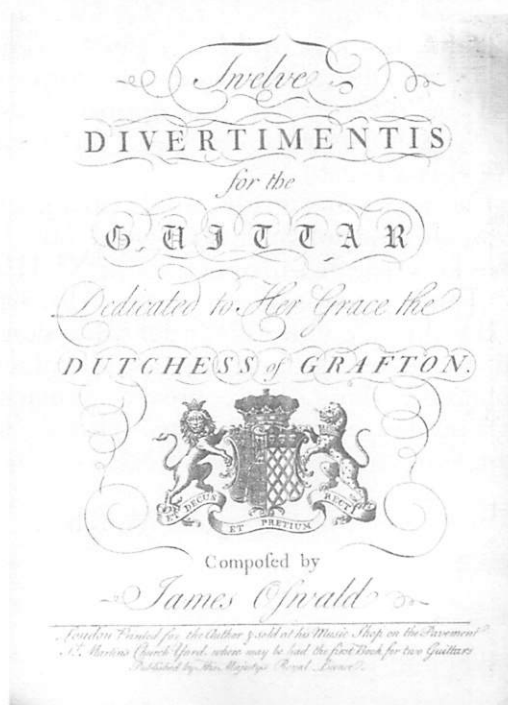 Twelve
DIVERTIMENTIS
for the
GUITTAR
Dedicated to Her Grace the
DUTCHESS of GRAFTON.
ET DECUS ET PRETIUM RECTI
Compoſed by
James Oſwald
London Printed for the Author & sold at his Music Shop on the Pavement
St. Martins Church Yard. where may be had the first Book for two Guittars
Published by His Majestys Royal Licence.